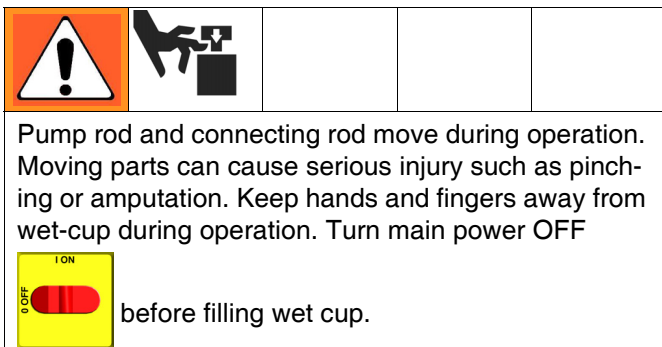 Pump rod and connecting rod move during operation.
Moving parts can cause serious injury such as pinch-
ing or amputation. Keep hands and fingers away from
wet-cup during operation. Turn main power OFF
I ON
0 OFF
before filling wet cup.